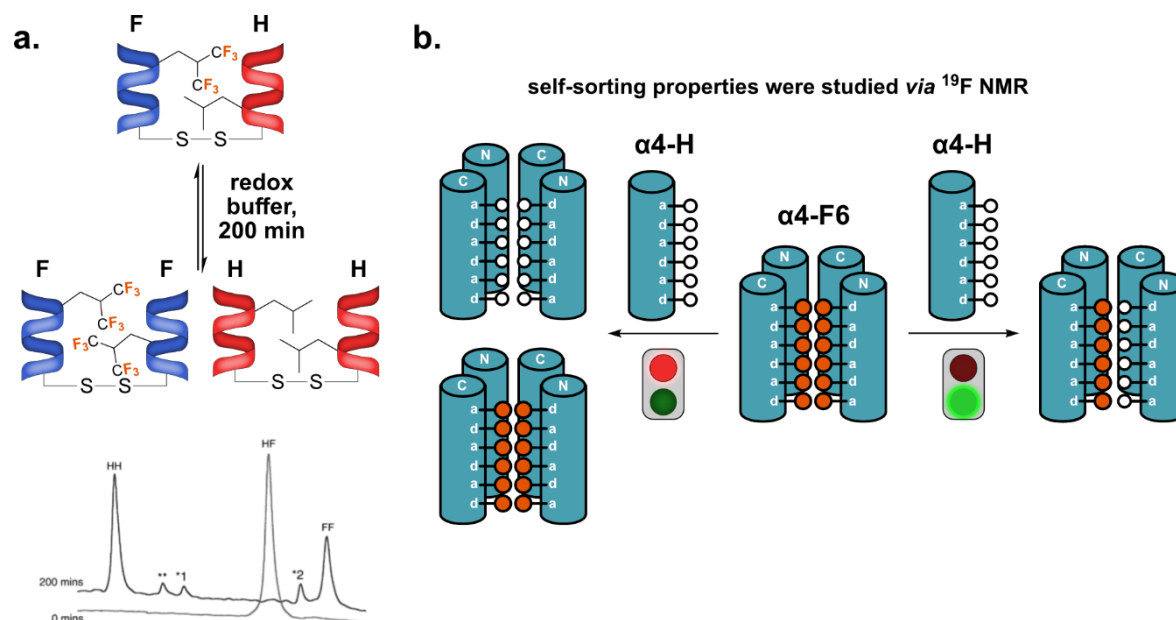 a.
F H
CF3
CF3
S S
redox
buffer,
200 min
F F H H
CF3
CF3
F3C
CF3
S S S S
HH HF FF
** *1 *2
200 mins
0 mins
b.
self-sorting properties were studied via 19F NMR
α4-H α4-F6 α4-H
N C
C N
a d
d a
a d
d a
a d
d a
N C
C N
a d
d a
a d
d a
a d
d a
a
d
a
d
a
d
N C
C N
a d
d a
a d
d a
a d
d a
a
d
a
d
a
d
N C
C N
a d
d a
a d
d a
a d
d a